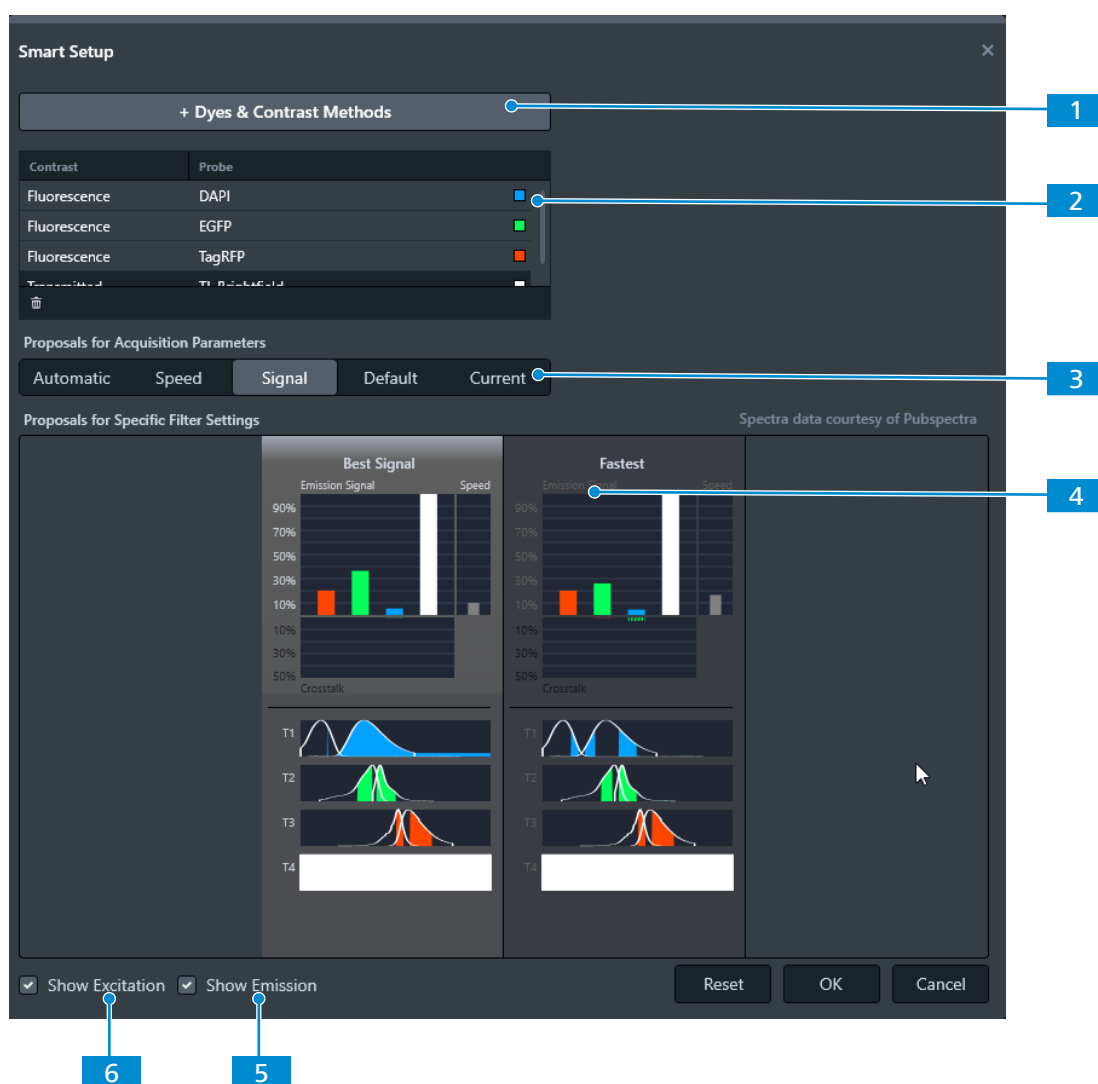 Smart Setup
+ Dyes & Contrast Methods
1
Contrast Probe
2
Fluorescence DAPI
Fluorescence EGFP
Fluorescence TagRFP
Transmitted TL Brightfield
Proposals for Acquisition Parameters
Automatic Speed Signal Default Current
3
Proposals for Specific Filter Settings Spectra data courtesy of Pubspectra
Best Signal
Emission Signal Speed
90%
70%
50%
30%
10%
10%
30%
50%
Crosstalk
T1
T2
T3
T4
Fastest
Emission Signal Speed
4
90%
70%
50%
30%
10%
10%
30%
50%
Crosstalk
T1
T2
T3
T4
Show Excitation Show Emission Reset OK Cancel
6 5